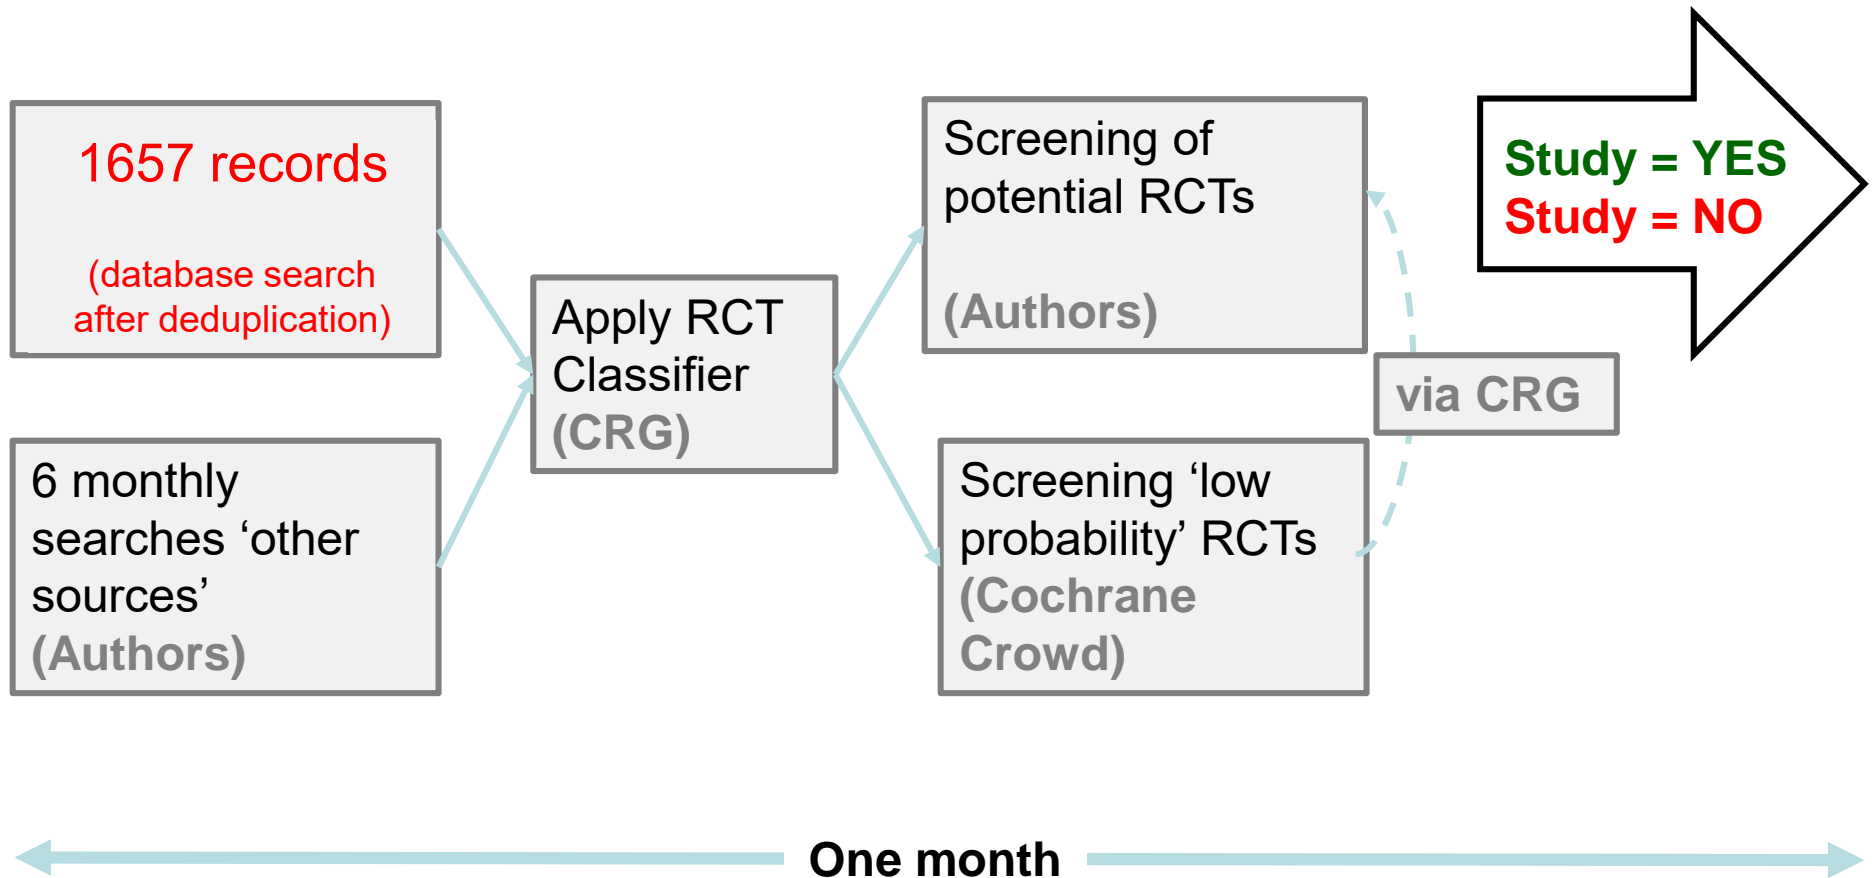 1657 records
(database search
after deduplication)
6 monthly
searches ‘other
sources’
(Authors)
Apply RCT
Classifier
(CRG)
Screening of
potential RCTs
(Authors)
Screening ‘low
probability’ RCTs
(Cochrane
Crowd)
via CRG
Study = YES
Study = NO
One month